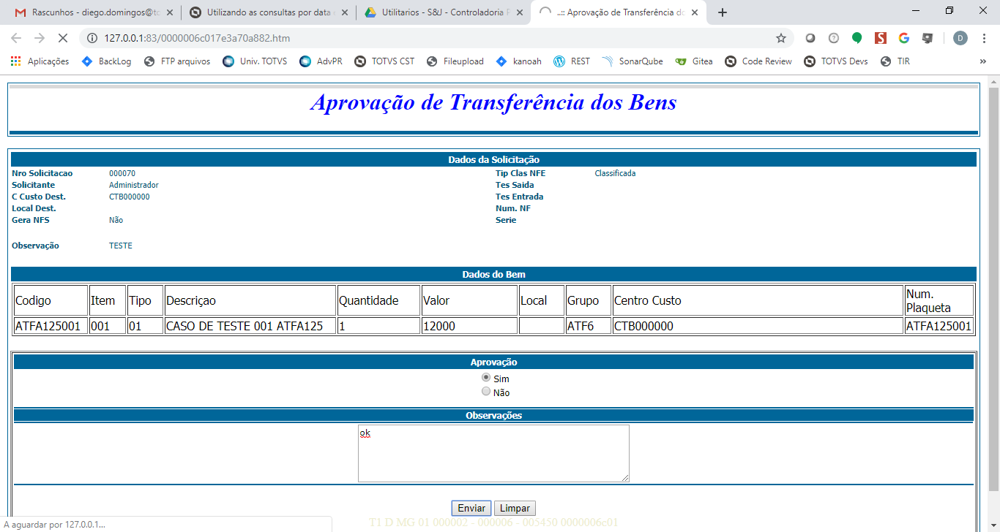 Rascunhos - diego.domingos@to
Utilizando as consultas por data
Utilitarios - S&U - Controladoria P
..:: Aprovação de Transferência do
127.0.0.1:83/0000006c017e3a70a882.htm
D
Aplicações
BackLog
FTP arquivos
Univ. TOTVS
AdvPR
TOTVS CST
Fileupload
kanoah
REST
SonarQube
Gitea
Code Review
TOTVS Devs
TIR
»
Aprovação de Transferência dos Bens
Dados da Solicitação
Nro Solicitacao 000070 Tip Clas NFE Classificada
Solicitante Administrador Tes Saida
C Custo Dest. CTB000000 Tes Entrada
Local Dest. Num. NF
Gera NFS Não Serie
Observação TESTE
Dados do Bem
Codigo Item Tipo Descriçao Quantidade Valor Local Grupo Centro Custo Num. Plaqueta
ATFA125001 001 01 CASO DE TESTE 001 ATFA125 1 12000 ATF6 CTB000000 ATFA125001
Aprovação
Sim
Não
Observações
ok
Enviar Limpar
T1 D MG 01 000002 - 000006 - 005450 0000006c01
A aguardar por 127.0.0.1...